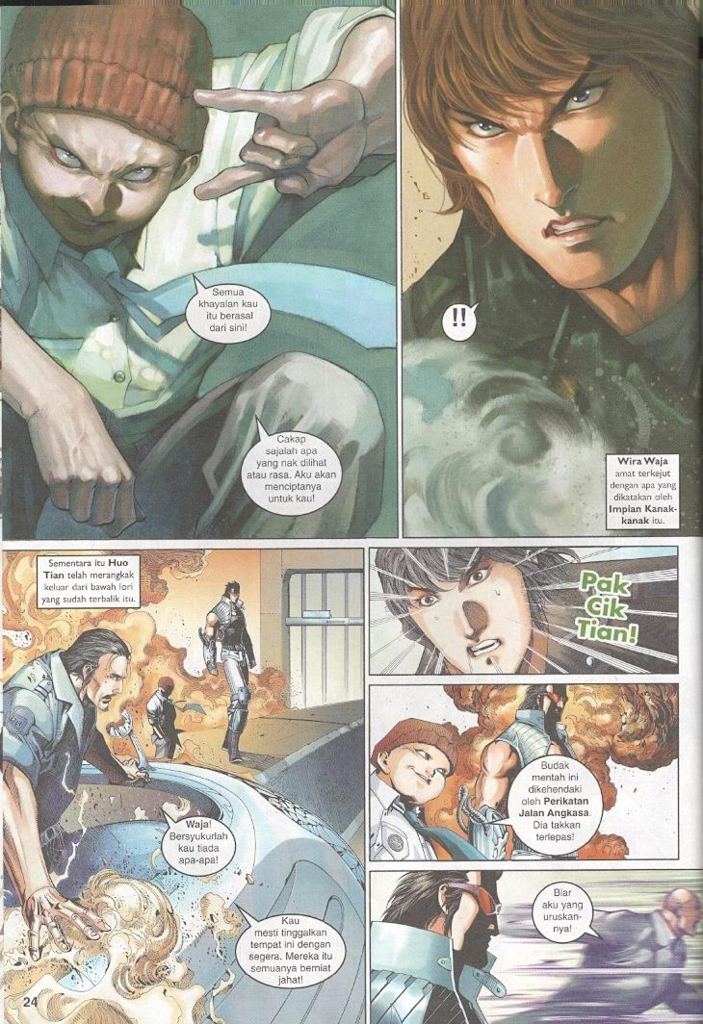 Semua
khayalan kau
itu berasal
dari sini!
Cakap
sajalah apa
yang nak dilihat
atau rasa. Aku akan
menciptanya
untuk kau!
!!
Wira Waja
amat terkejut
dengan apa yang
dikatakan oleh
Impian Kanak-
kanak itu.
Sementara itu Huo
Tian telah merangkak
keluar dari bawah lori
yang sudah terbalik itu.
Waja!
Bersyukurlah
kau tiada
apa-apa!
Kau
mesti tinggalkan
tempat ini dengan
segera. Mereka itu
semuanya berniat
jahat!
Pak
Cik
Tian!
Budak
mentah ini
dikehendaki
oleh Perikatan
Jalan Angkasa.
Dia takkan
terlepas!
Biar
aku yang
uruskan-
nya!
24